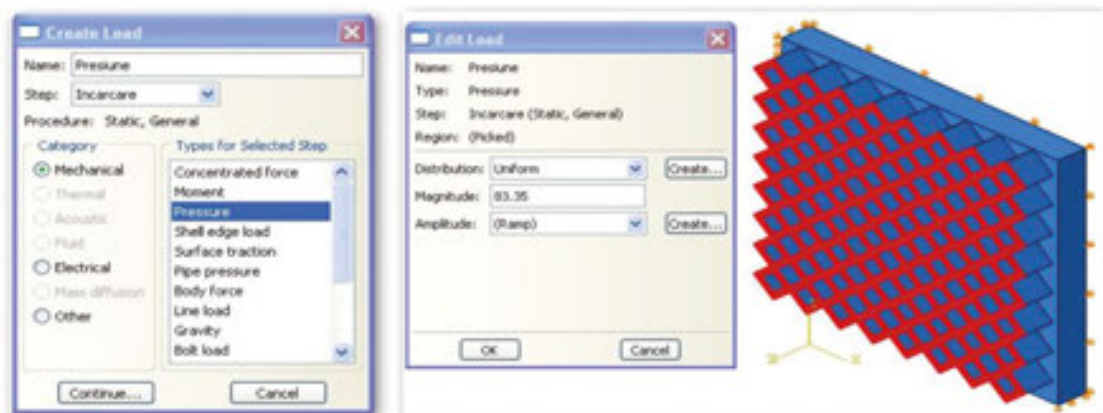 Create Load
Name: Presiune
Step: Incarcare
Procedure: Static, General
Category
Mechanical
Thermal
Acoustic
Fluid
Electrical
Mass diffusion
Other
Types for Selected Step
Concentrated force
Moment
Pressure
Shell edge load
Surface traction
Pipe pressure
Body force
Line load
Gravity
Bolt load
Continue...
Cancel
Edit Load
Name: Presiune
Type: Pressure
Step: Incarcare (Static, General)
Region: (Picked)
Distribution: Uniform Create...
Magnitude: 83.35
Amplitude: (Ramp) Create...
OK
Cancel